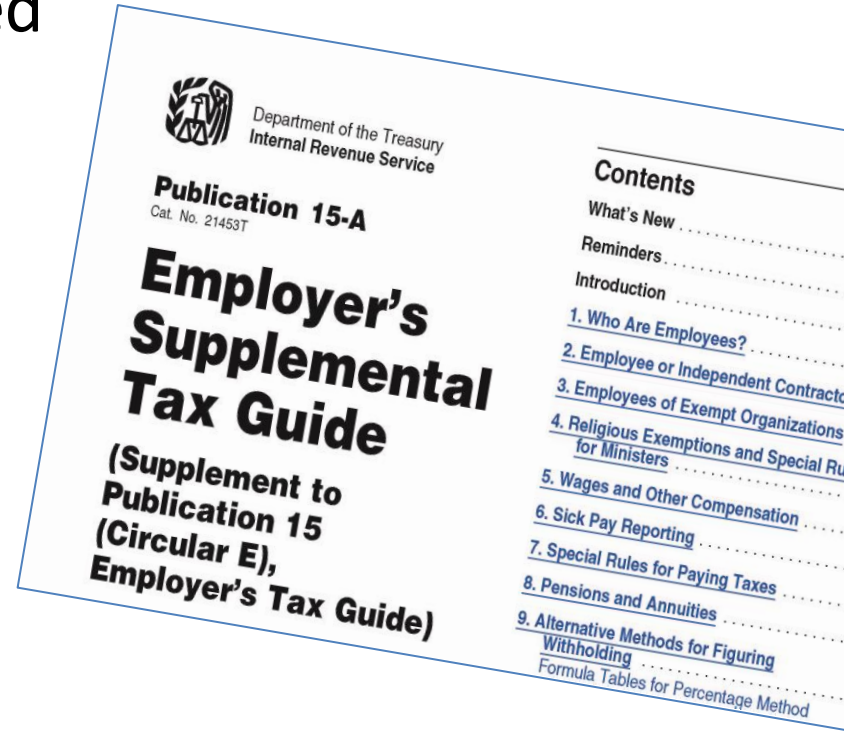 ed
Department of the Treasury
Internal Revenue Service
Publication 15-A
Cat. No. 21453T
Employer's
Supplemental
Tax Guide
(Supplement to
Publication 15
(Circular E),
Employer's Tax Guide)
Contents
What's New
Reminders
Introduction
1. Who Are Employees?
2. Employee or Independent Contracto
3. Employees of Exempt Organizations
4. Religious Exemptions and Special Ru
for Ministers
5. Wages and Other Compensation
6. Sick Pay Reporting
7. Special Rules for Paying Taxes
8. Pensions and Annuities
9. Alternative Methods for Figuring
Withholding
Formula Tables for Percentage Method